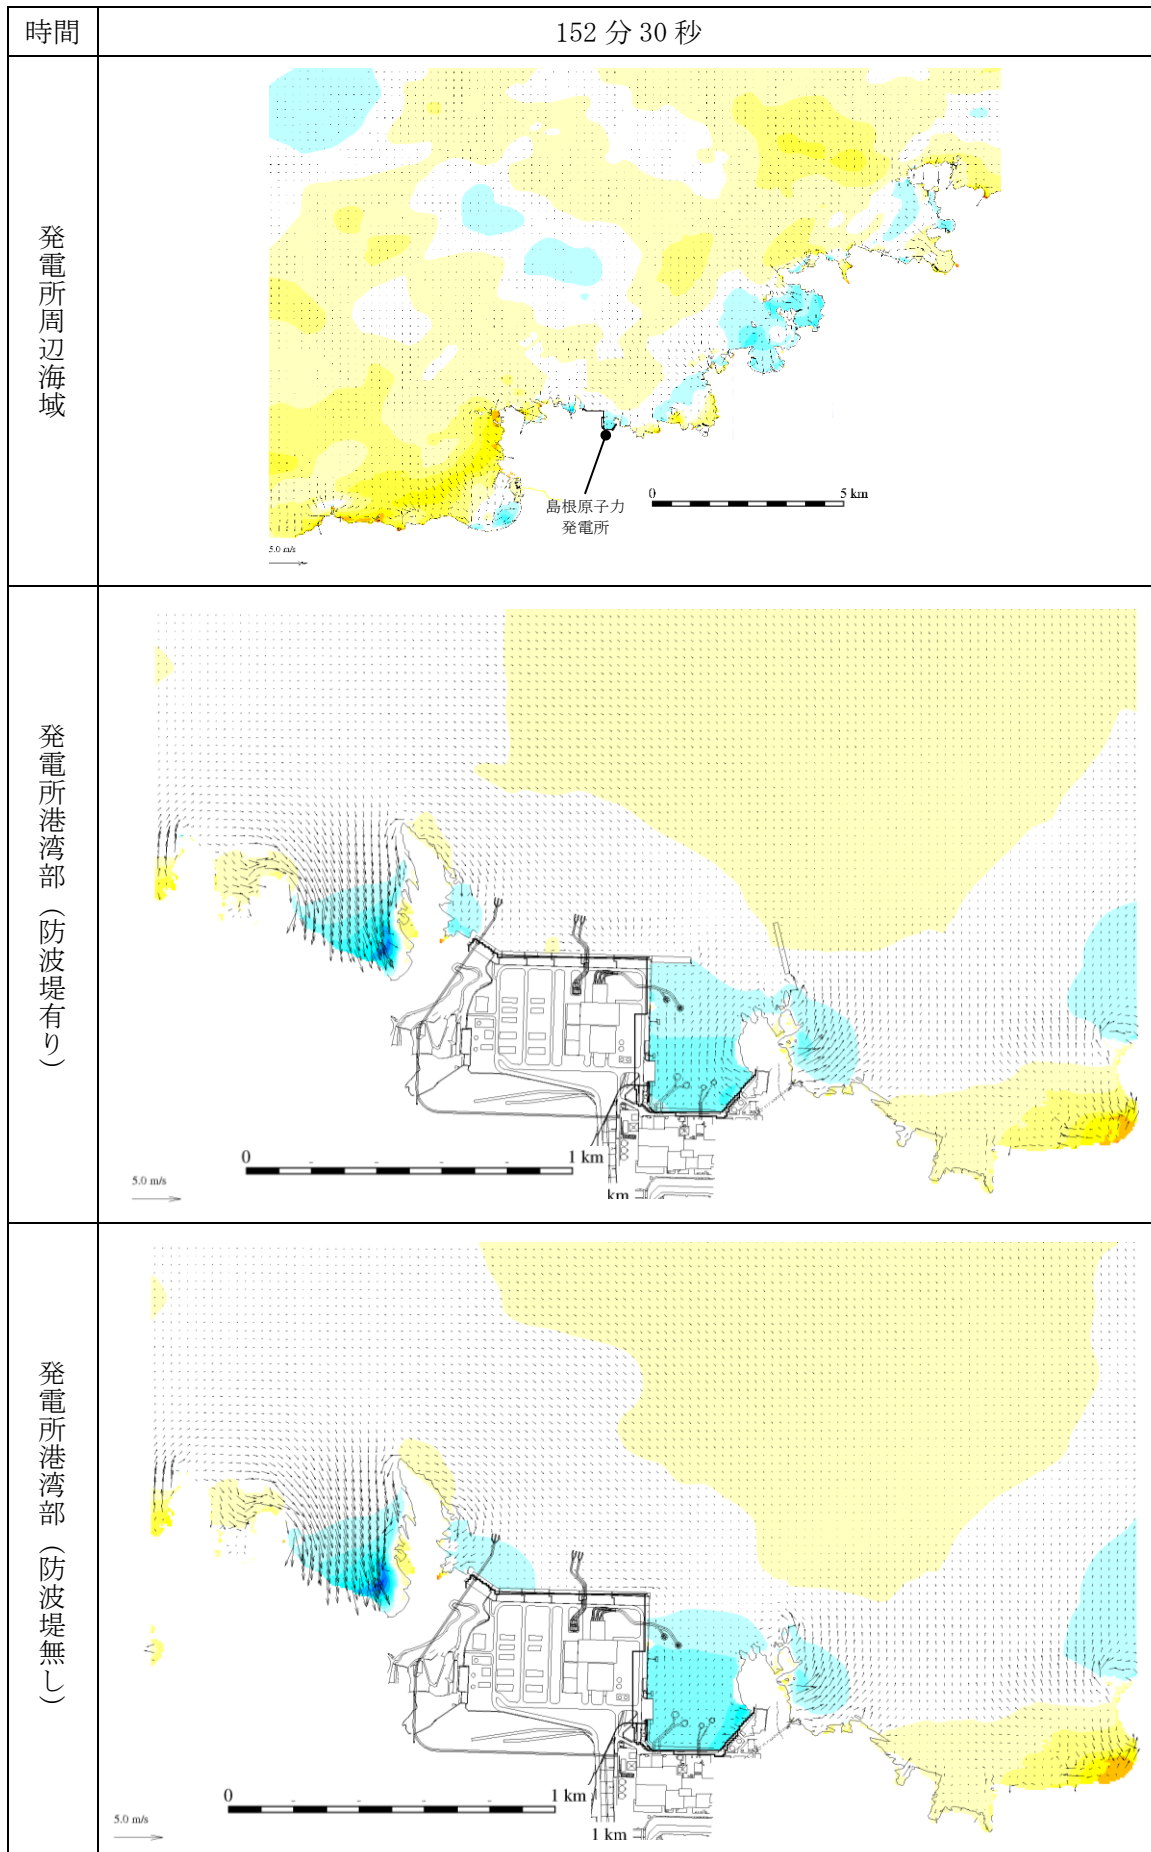 時間
152 分 30 秒
発電所周辺海域
0
5 km
島根原子力
発電所
5.0 m/s
発電所港湾部（防波堤有り）
0
1 km
5.0 m/s
km
発電所港湾部（防波堤無し）
0
1 km
5.0 m/s
1 km